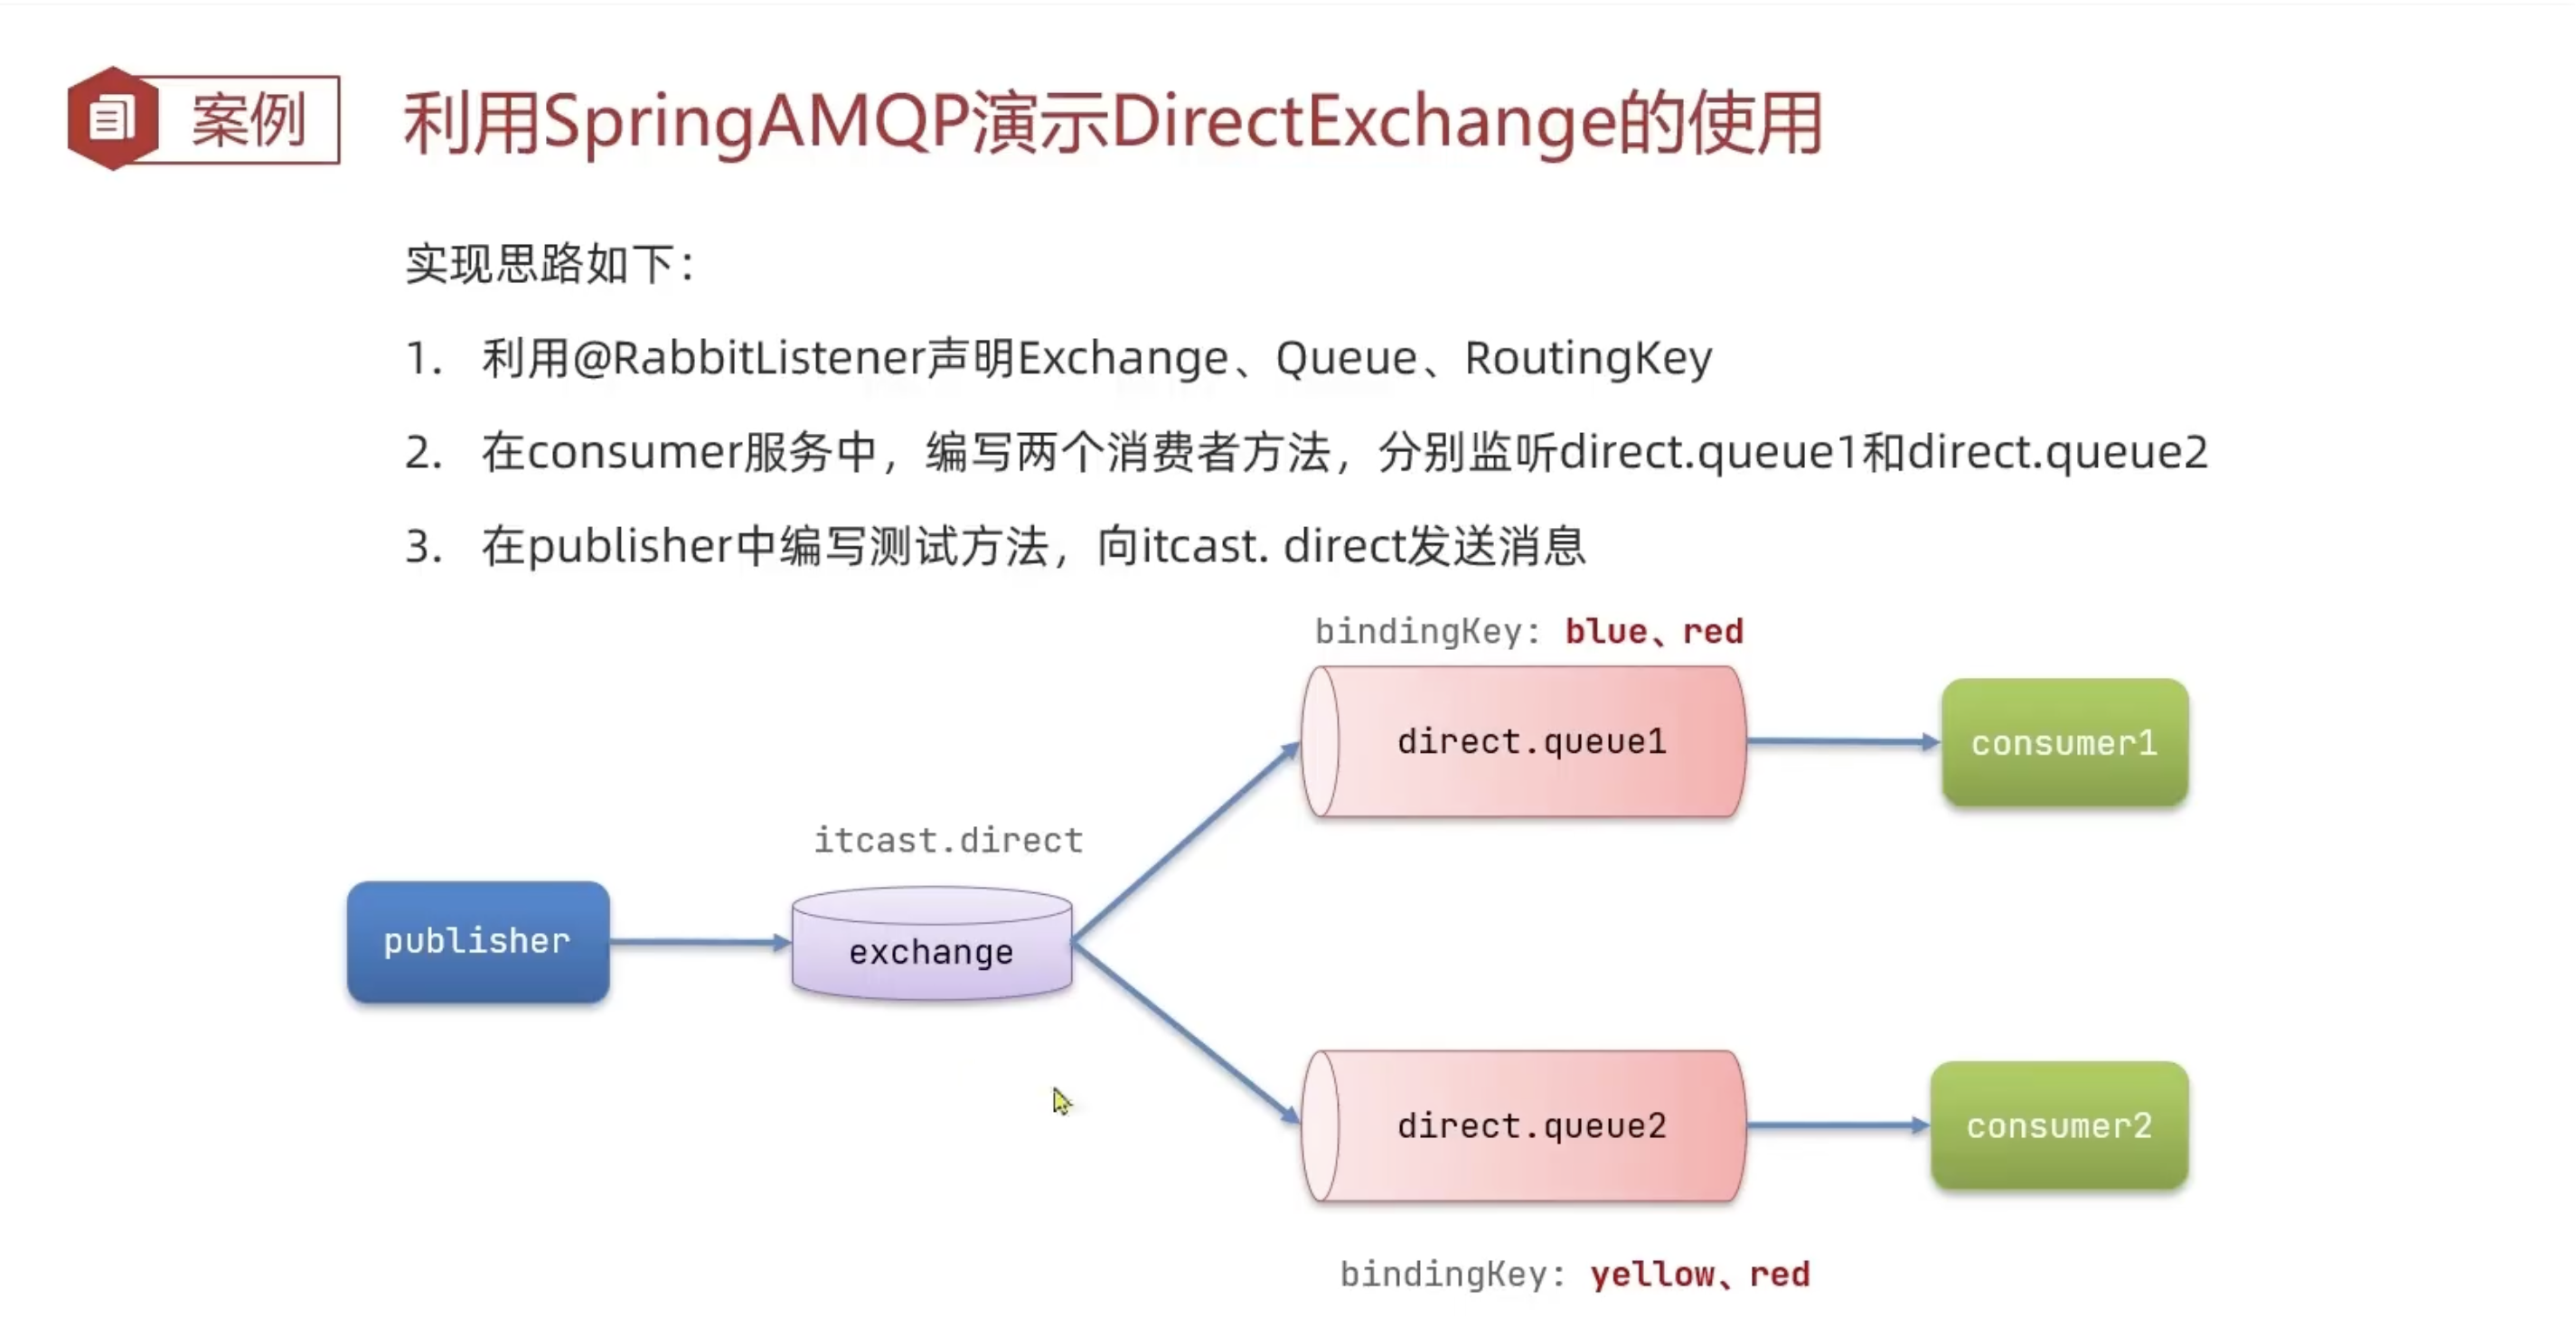 案例
利用SpringAMQP演示DirectExchange的使用
实现思路如下：
1. 利用@RabbitListener声明Exchange、Queue、RoutingKey
2. 在consumer服务中，编写两个消费者方法，分别监听direct.queue1和direct.queue2
3. 在publisher中编写测试方法，向itcast. direct发送消息
bindingKey: blue、red
direct.queue1
consumer1
itcast.direct
publisher
exchange
direct.queue2
consumer2
bindingKey: yellow、red